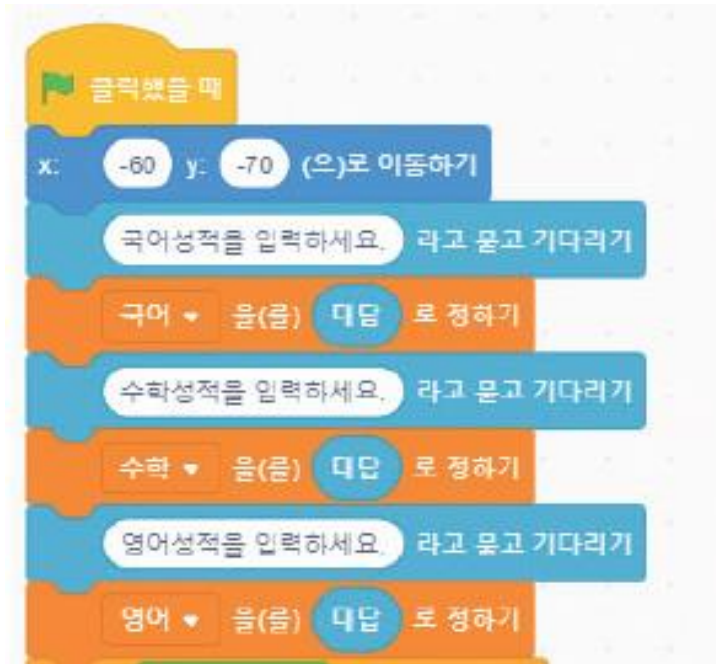 클릭했을 때
x: -60 y: -70 (으)로 이동하기
국어성적을 입력하세요. 라고 묻고 기다리기
국어 을(를) 대답 로 정하기
수학성적을 입력하세요. 라고 묻고 기다리기
수학 을(를) 대답 로 정하기
영어성적을 입력하세요. 라고 묻고 기다리기
영어 을(를) 대답 로 정하기